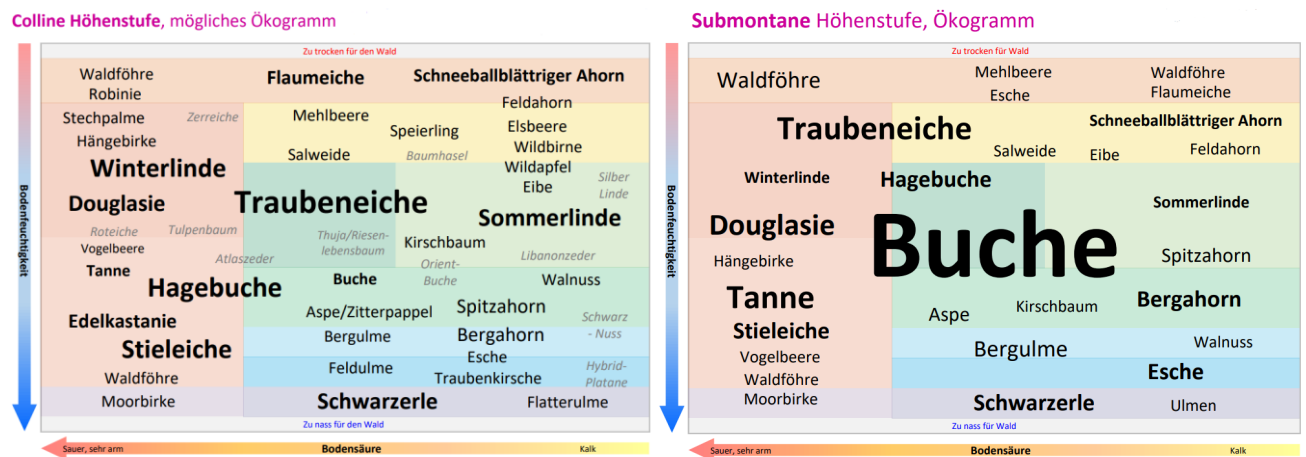 Colline Höhenstufe, mögliches Ökogramm
Zu trocken für den Wald
Waldföhre
Robinie
Flaumeiche
Schneeballblättriger Ahorn
Feldahorn
Stechpalme
Zerreiche
Mehlbeere
Speierling
Elsbeere
Hängebirke
Wildbirne
Salweide
Baumhasel
Winterlinde
Wildapfel
Eibe
Silber
Linde
Douglasie
Traubeneiche
Sommerlinde
Roteiche
Tulpenbaum
Thuja/Riesen-
lebensbaum
Kirschbaum
Vogelbeere
Atlaszeder
Libanonzeder
Orient-
Buche
Tanne
Hagebuche
Buche
Walnuss
Edelkastanie
Aspe/Zitterpappel
Spitzahorn
Schwarz
- Nuss
Stieleiche
Bergulme
Bergahorn
Esche
Waldföhre
Feldulme
Traubenkirsche
Hybrid-
Platane
Moorbirke
Schwarzerle
Flatterulme
Zu nass für den Wald
Bodenfeuchtigkeit
Sauer, sehr arm
Bodensäure
Kalk
Submontane Höhenstufe, Ökogramm
Zu trocken für Wald
Waldföhre
Mehlbeere
Esche
Waldföhre
Flaumeiche
Traubeneiche
Schneeballblättriger Ahorn
Salweide
Eibe
Feldahorn
Winterlinde
Hagebuche
Sommerlinde
Douglasie
Buche
Hängebirke
Spitzahorn
Tanne
Aspe
Kirschbaum
Bergahorn
Stieleiche
Bergulme
Walnuss
Vogelbeere
Esche
Waldföhre
Moorbirke
Schwarzerle
Ulmen
Zu nass für Wald
Bodenfeuchtigkeit
Sauer, sehr arm
Bodensäure
Kalk